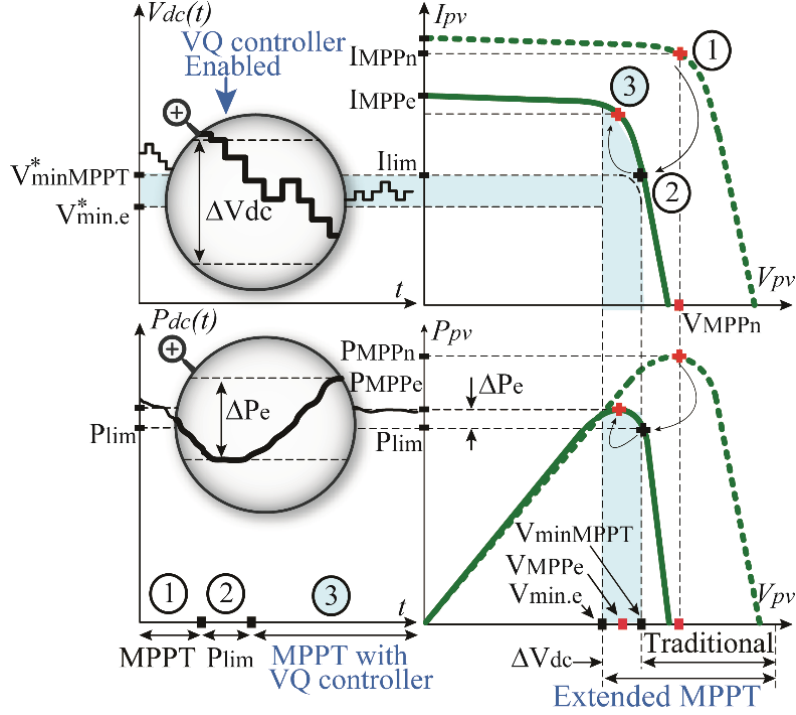 Vdc(t)
VQ controller
Enabled
V*minMPPT
V*min.e
ΔVdc
t
Ipv
IMPPn
IMPPe
Ilim
1
3
2
Vpv
VMPPn
Pdc(t)
Plim
ΔPe
1
2
3
t
MPPT
Plim
MPPT with
VQ controller
Ppv
PMPPn
PMPPe
ΔPe
Plim
VminMPPT
VMPPe
Vmin.e
Vpv
Traditional
ΔVdc
Extended MPPT